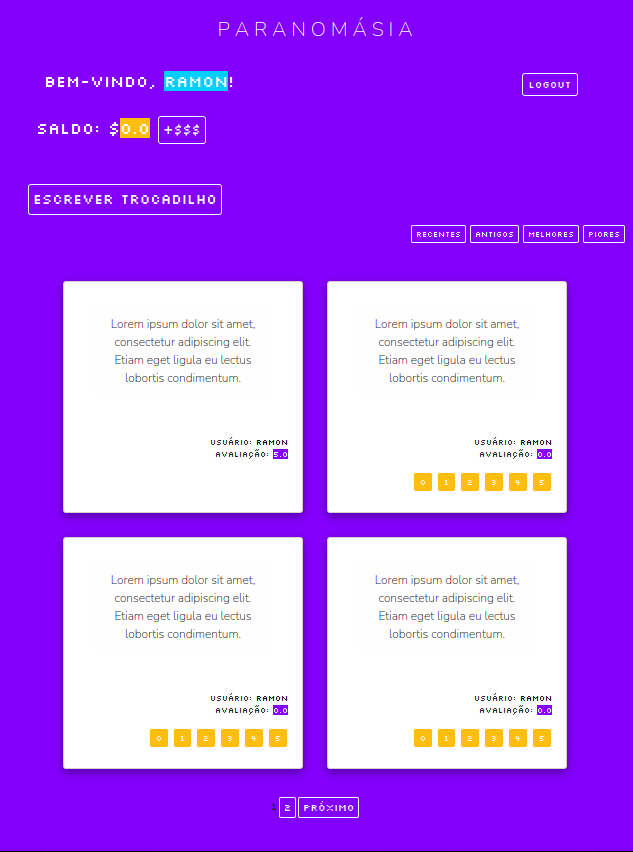 PARANOMÁSIA
BEM-VINDO, RAMON!
LOGOUT
SALDO: $0.0 +$$$
ESCREVER TROCADILHO
RECENTES ANTIGOS MELHORES PIORES
Lorem ipsum dolor sit amet,
consectetur adipiscing elit.
Etiam eget ligula eu lectus
lobortis condimentum.
USUÁRIO: RAMON
AVALIAÇÃO: 5.0
Lorem ipsum dolor sit amet,
consectetur adipiscing elit.
Etiam eget ligula eu lectus
lobortis condimentum.
USUÁRIO: RAMON
AVALIAÇÃO: 0.0
0 1 2 3 4 5
Lorem ipsum dolor sit amet,
consectetur adipiscing elit.
Etiam eget ligula eu lectus
lobortis condimentum.
USUÁRIO: RAMON
AVALIAÇÃO: 0.0
0 1 2 3 4 5
Lorem ipsum dolor sit amet,
consectetur adipiscing elit.
Etiam eget ligula eu lectus
lobortis condimentum.
USUÁRIO: RAMON
AVALIAÇÃO: 0.0
0 1 2 3 4 5
1 2 PRÓXIMO